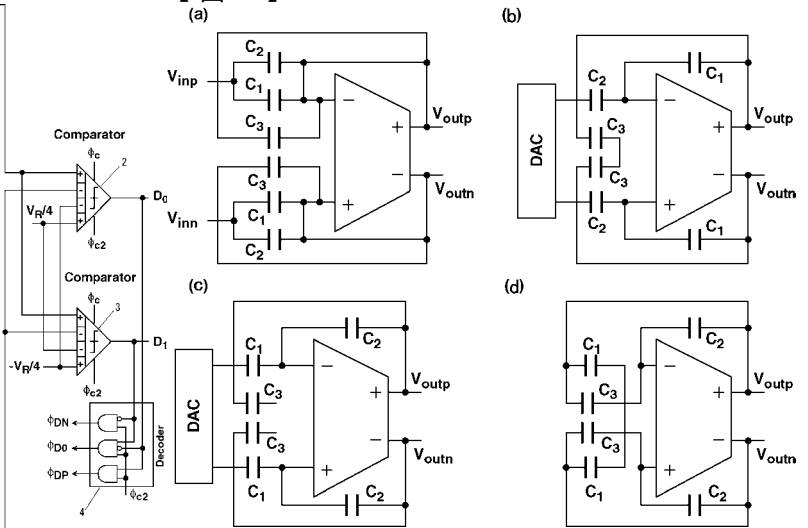 Comparator
ϕc
2
D0
VR/4
ϕc2
Comparator
ϕc
3
D1
-VR/4
ϕc2
ϕDN
ϕD0
ϕDP
Decoder
4
ϕc2
(a)
Vinp
C2
C1
C3
C3
Vinn
C1
C2
−
+
+
−
Voutp
Voutn
(b)
DAC
C2
C1
C3
C3
C2
C1
−
+
+
−
Voutp
Voutn
(c)
DAC
C1
C2
C3
C3
C1
C2
−
+
+
−
Voutp
Voutn
(d)
C1
C2
C3
C3
C1
C2
−
+
+
−
Voutp
Voutn